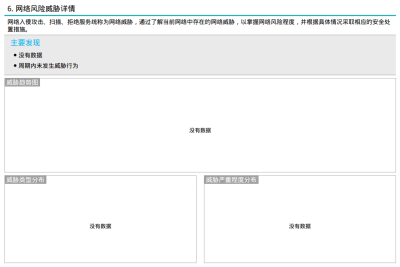 6. 网络风险威胁详情
网络入侵攻击、扫描、拒绝服务统称为网络威胁，通过了解当前网络中存在的网络威胁，以掌握网络风险程度，并根据具体情况采取相应的安全处
置措施。
主要发现
● 没有数据
● 周期内未发生威胁行为
威胁趋势图
没有数据
威胁类型分布
威胁严重程度分布
没有数据
没有数据